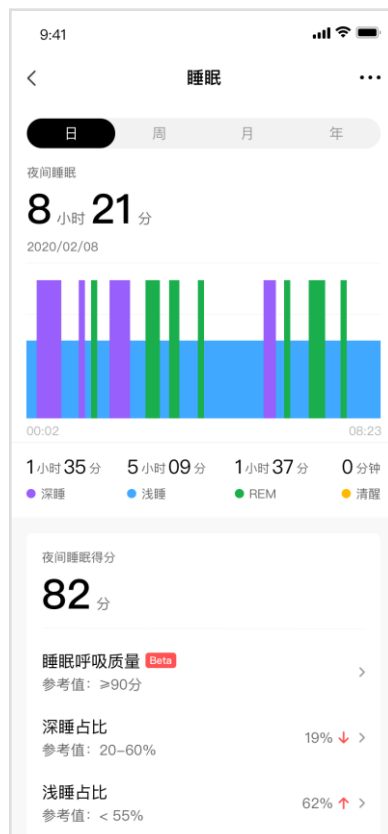 9:41
睡眠
日 周 月 年
夜间睡眠
8 小时 21 分
2020/02/08
00:02 08:23
1小时35分 5小时09分 1小时37分 0分钟
深睡 浅睡 REM 清醒
夜间睡眠得分
82 分
睡眠呼吸质量 Beta
参考值：≥90分
深睡占比
19% ↓
参考值：20–60%
浅睡占比
62% ↑
参考值：< 55%